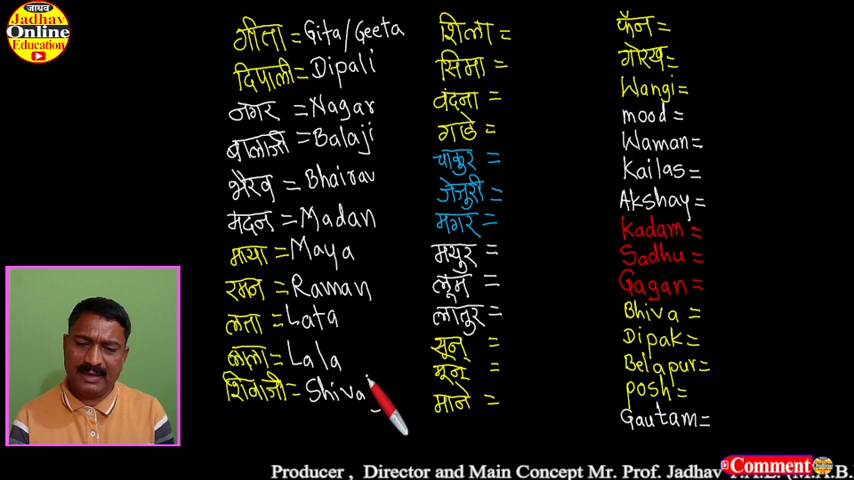 जाधव
Jadhav
Online
Education
गीता = Gita/Geeta
दिपाली = Dipali
नगर = Nagar
बालाजी = Balaji
भैरव = Bhairav
मदन = Madan
माया = Maya
रमन = Raman
लता = Lata
लाला = Lala
शिवाजी = Shivaj
शिला =
सिमा =
वंदना =
गाडे =
चाकुर =
जेजुरी =
मगर =
मयुर =
लूम =
लातुर =
सून् =
मून् =
माने =
फॅन =
गोरख =
Wangi =
mood =
Waman =
Kailas =
Akshay =
Kadam =
Sadhu =
Gagan =
Bhiva =
Dipak =
Belapur =
posh =
Gautam =
Comment
Producer , Director and Main Concept Mr. Prof. Jadhav